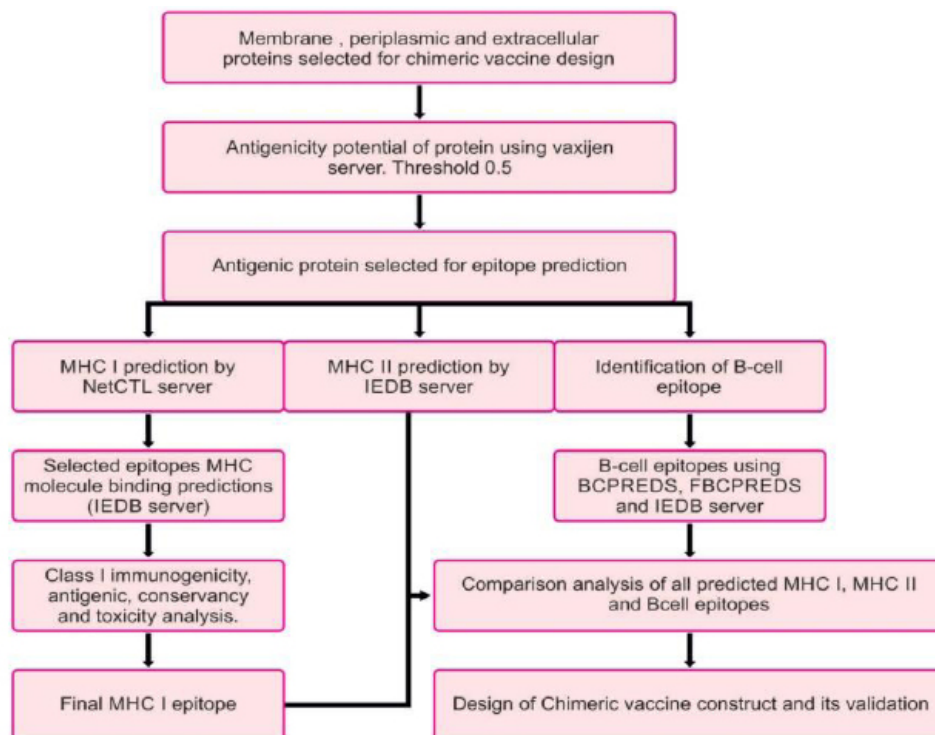 Membrane , periplasmic and extracellular
proteins selected for chimeric vaccine design
Antigenicity potential of protein using vaxijen
server. Threshold 0.5
Antigenic protein selected for epitope prediction
MHC I prediction by
NetCTL server
MHC II prediction by
IEDB server
Identification of B-cell
epitope
Selected epitopes MHC
molecule binding predictions
(IEDB server)
B-cell epitopes using
BCPREDS, FBCPREDS
and IEDB server
Class I immunogenicity,
antigenic, conservancy
and toxicity analysis.
Comparison analysis of all predicted MHC I, MHC II
and Bcell epitopes
Final MHC I epitope
Design of Chimeric vaccine construct and its validation